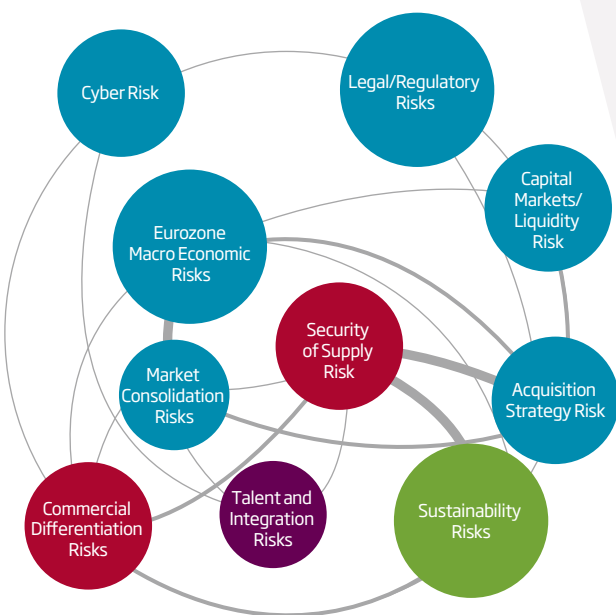 Cyber Risk
Legal/Regulatory
Risks
Capital
Markets/
Liquidity
Risk
Eurozone
Macro Economic
Risks
Security
of Supply
Risk
Market
Consolidation
Risks
Acquisition
Strategy Risk
Commercial
Differentiation
Risks
Talent and
Integration
Risks
Sustainability
Risks